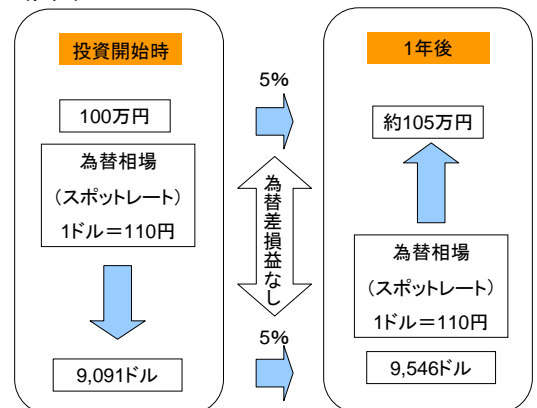 投資開始時
100万円
為替相場
（スポットレート）
1ドル＝110円
9,091ドル
5%
為替差損益なし
5%
1年後
約105万円
為替相場
（スポットレート）
1ドル＝110円
9,546ドル